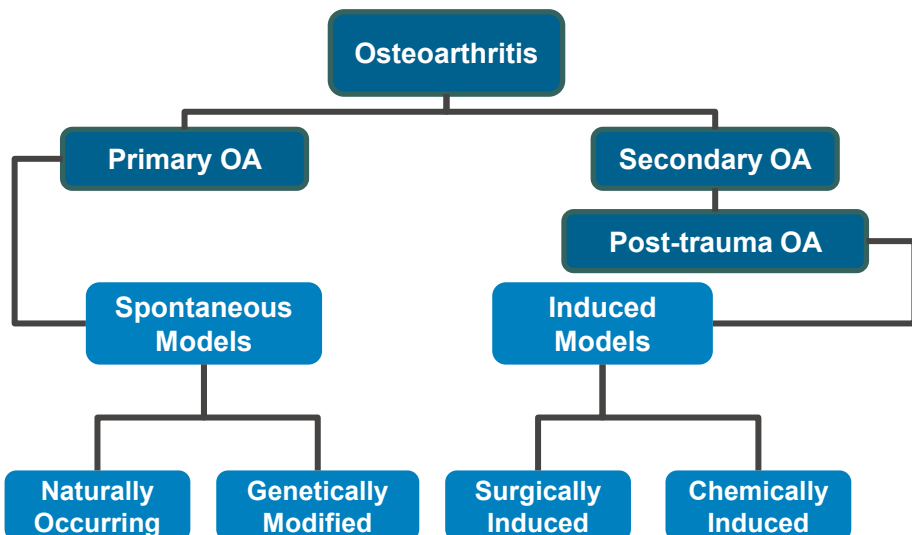 Osteoarthritis
Primary OA
Secondary OA
Post-trauma OA
Spontaneous
Models
Induced
Models
Naturally
Occurring
Genetically
Modified
Surgically
Induced
Chemically
Induced